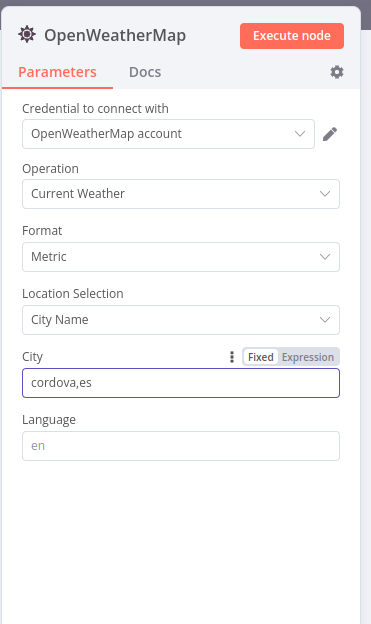 OpenWeatherMap
Execute node
Parameters
Docs
Credential to connect with
OpenWeatherMap account
Operation
Current Weather
Format
Metric
Location Selection
City Name
City
Fixed
Expression
cordova,es
Language
en